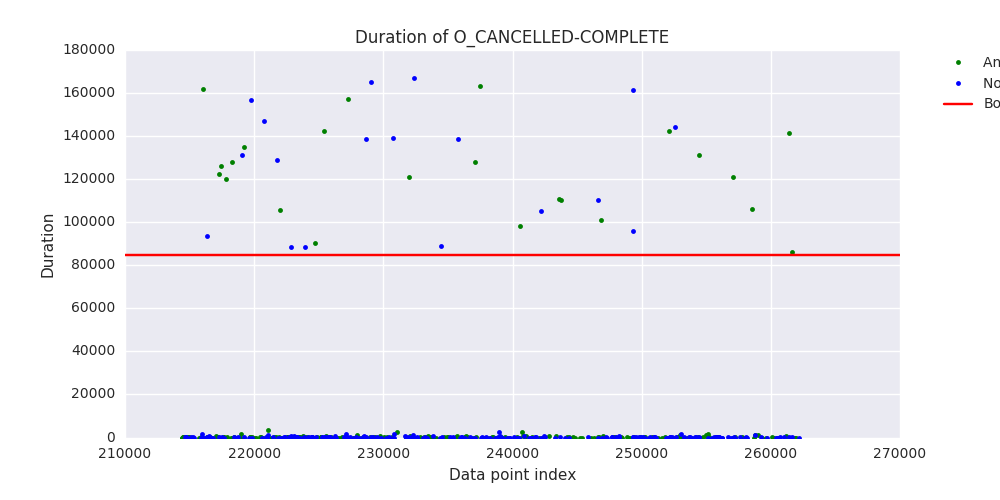 Duration of O_CANCELLED-COMPLETE
180000
160000
140000
120000
100000
80000
60000
40000
20000
0
Duration
210000 220000 230000 240000 250000 260000 270000
Data point index
An
No
Bo